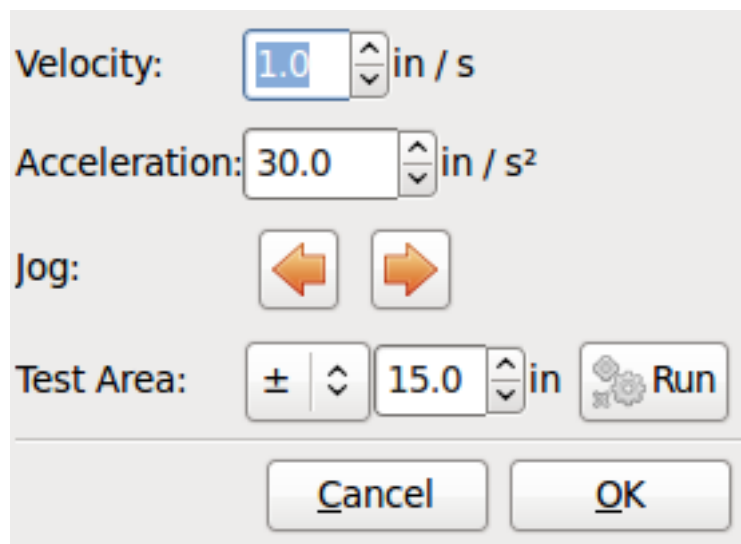 Velocity: 1.0 in / s
Acceleration: 30.0 in / s²
Jog:
Test Area: ± 15.0 in Run
Cancel OK